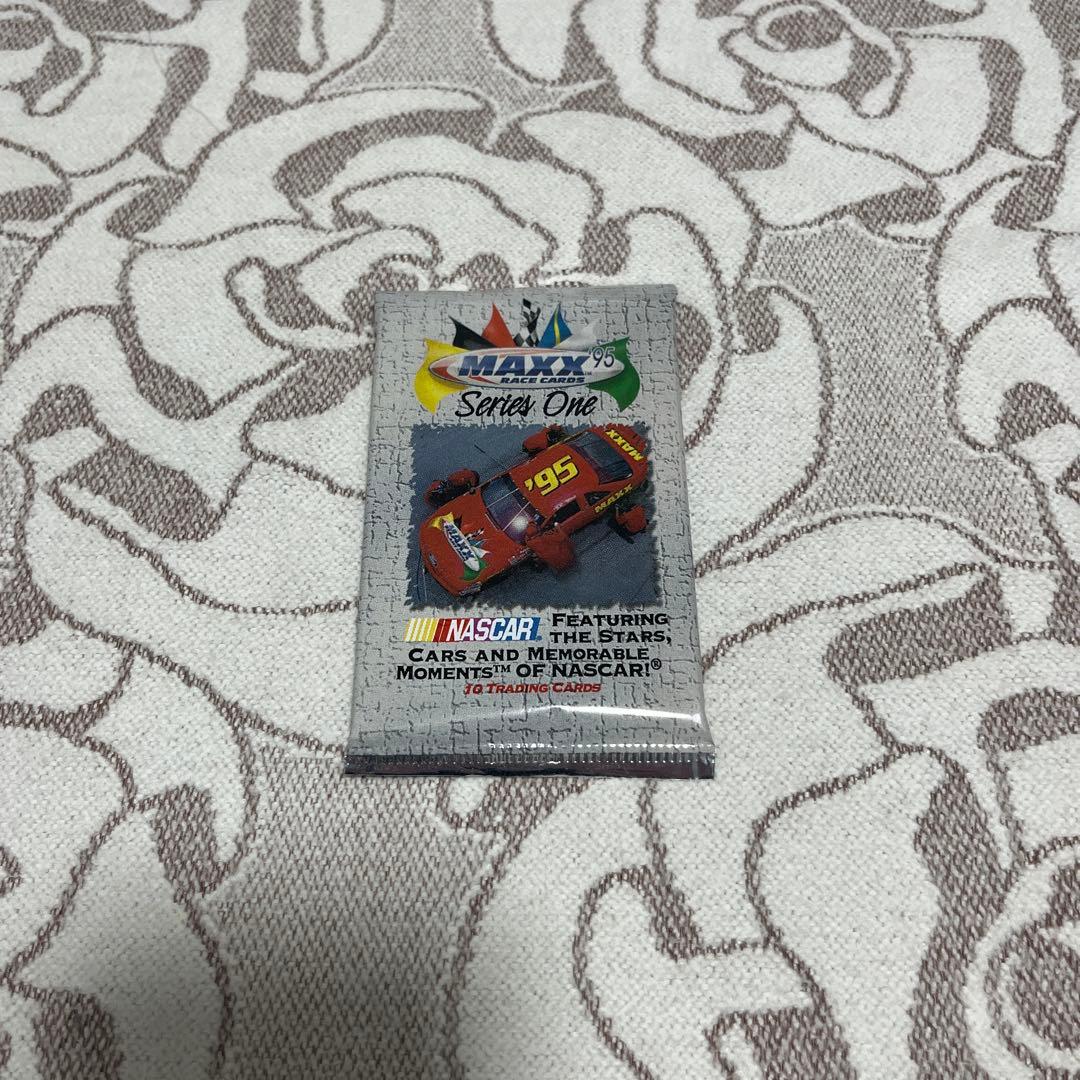 MAXX '95
RACE CARDS
Series One
'95
MAXX
MAXX
MAXX
NASCAR FEATURING
THE STARS,
CARS AND MEMORABLE
MOMENTS™ OF NASCAR!®
10 TRADING CARDS